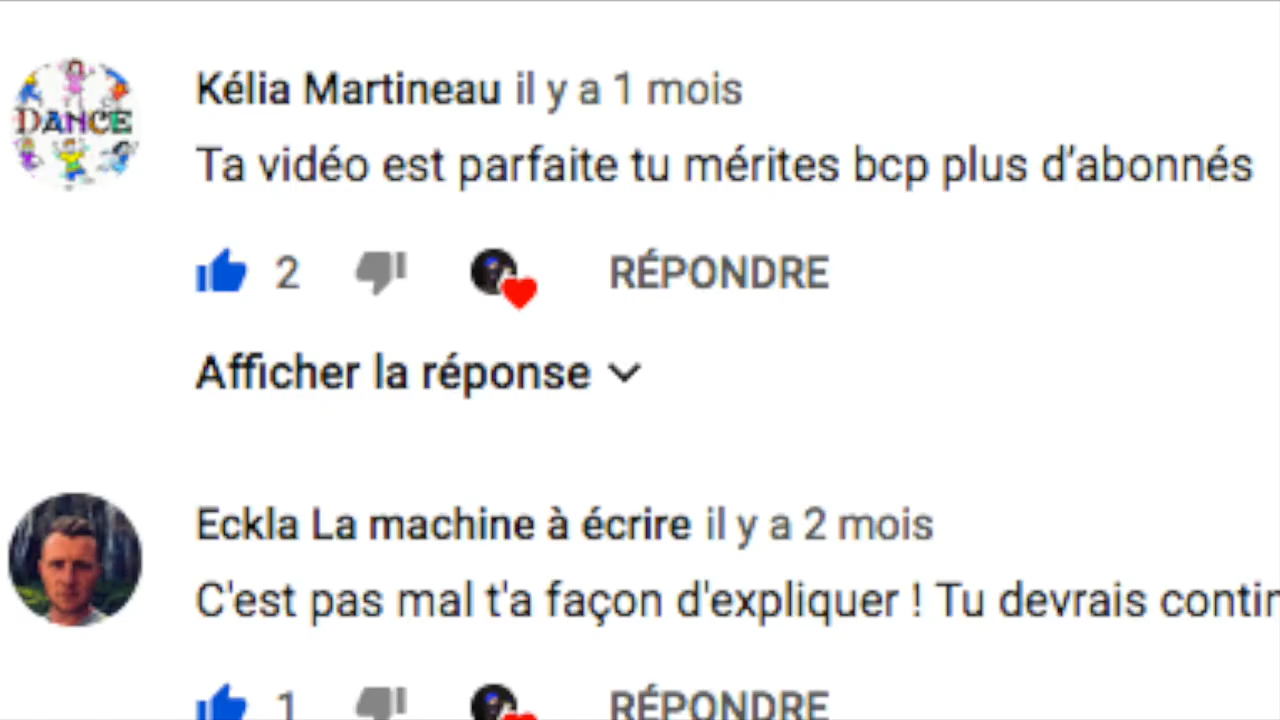 DANCE
Kélia Martineau il y a 1 mois
Ta vidéo est parfaite tu mérites bcp plus d'abonnés
2 RÉPONDRE
Afficher la réponse
Eckla La machine à écrire il y a 2 mois
C'est pas mal t'a façon d'expliquer ! Tu devrais contin
1 RÉPONDRE